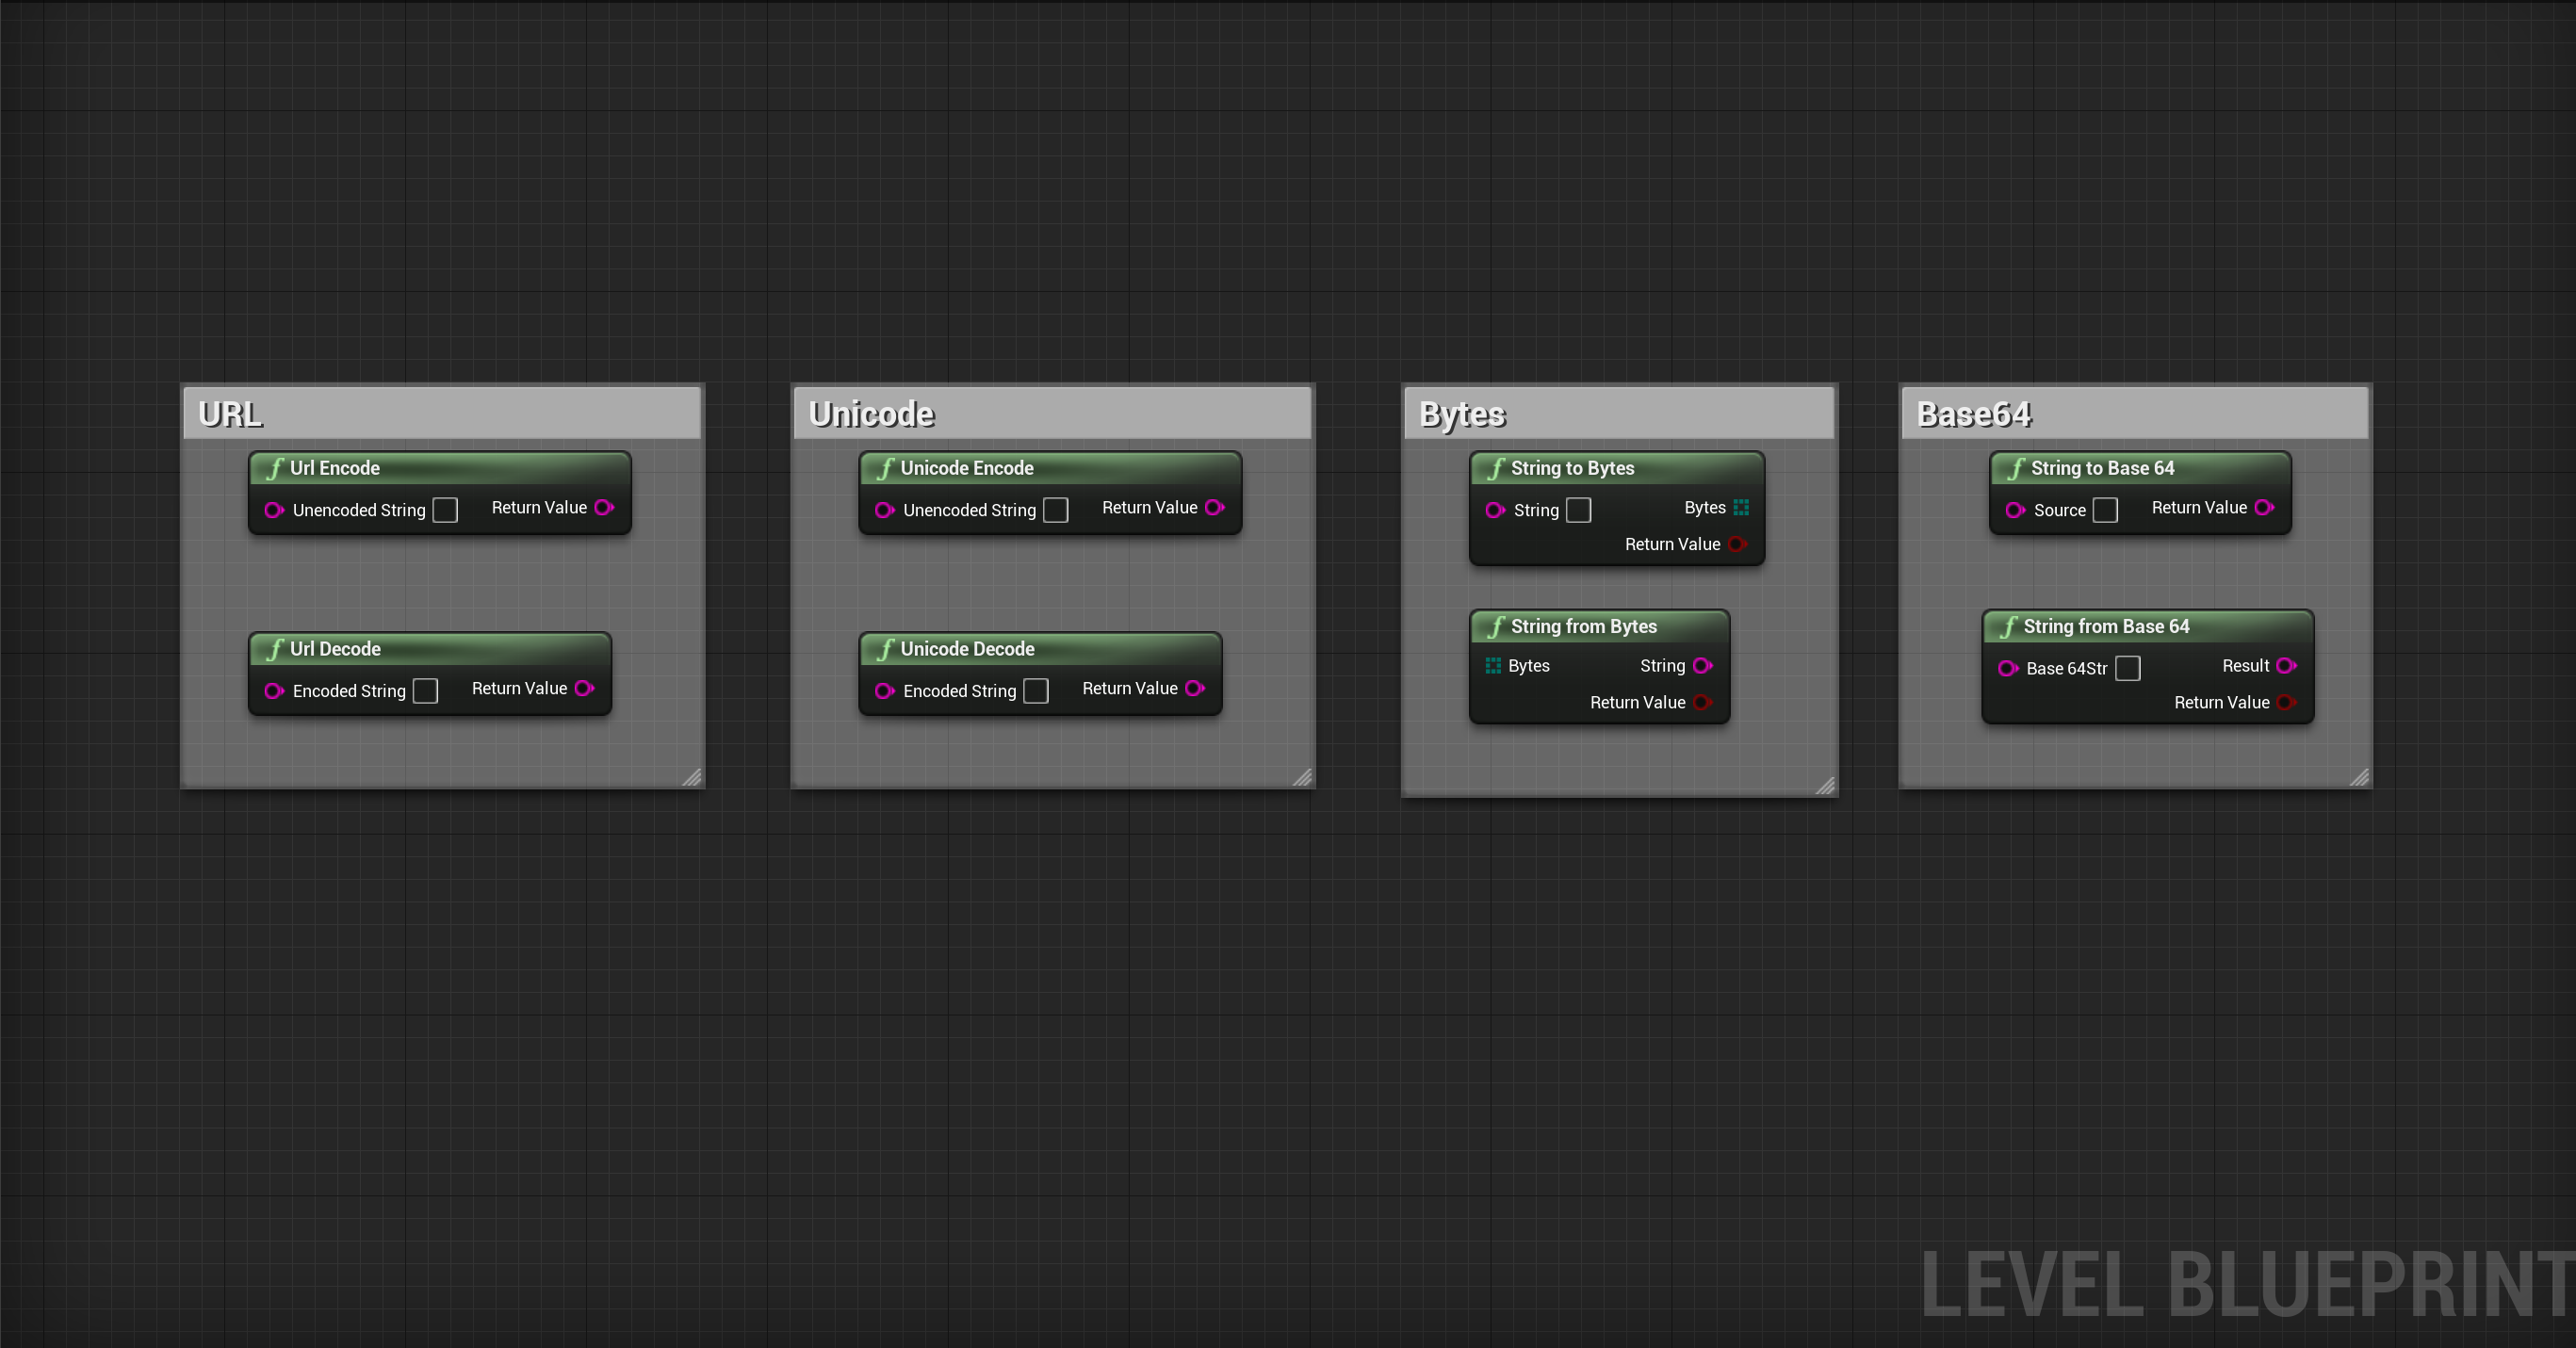 URL
Url Encode
Unencoded String Return Value
Url Decode
Encoded String Return Value
Unicode
Unicode Encode
Unencoded String Return Value
Unicode Decode
Encoded String Return Value
Bytes
String to Bytes
String Bytes
Return Value
String from Bytes
Bytes String
Return Value
Base64
String to Base 64
Source Return Value
String from Base 64
Base 64Str Result
Return Value
LEVEL BLUEPRINT